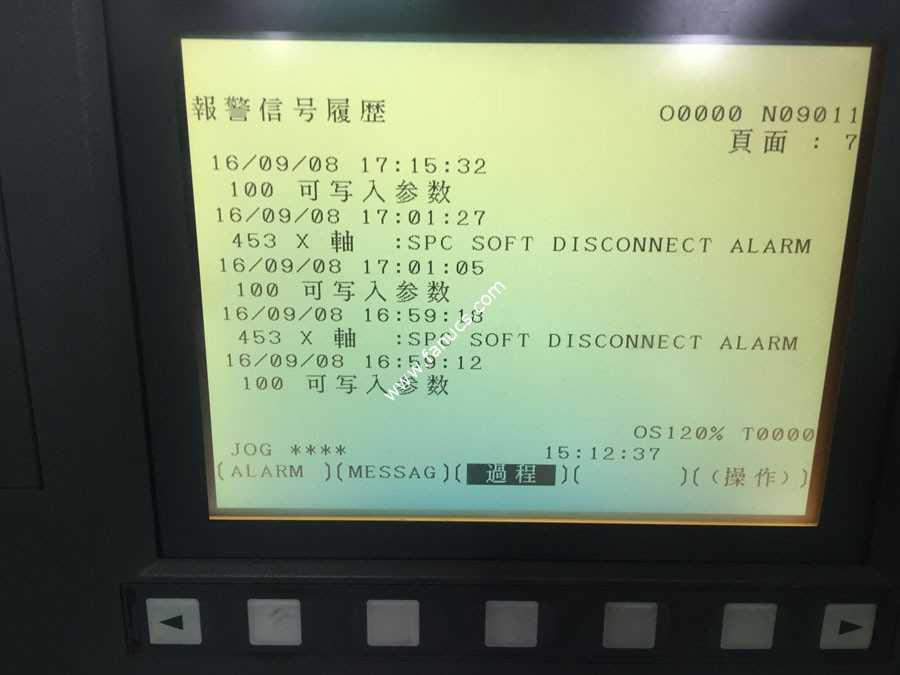 報警信号履歴
O0000 N09011
頁面 : 7
16/09/08 17:15:32
100 可写入参数
16/09/08 17:01:27
453 X 軸 :SPC SOFT DISCONNECT ALARM
16/09/08 17:01:05
100 可写入参数
16/09/08 16:59:18
453 X 軸 :SPC SOFT DISCONNECT ALARM
16/09/08 16:59:12
100 可写入参数
www.fanucs.com
OS120% T0000
JOG **** 15:12:37
(ALARM )(MESSAG)( 過程 )( )((操作))